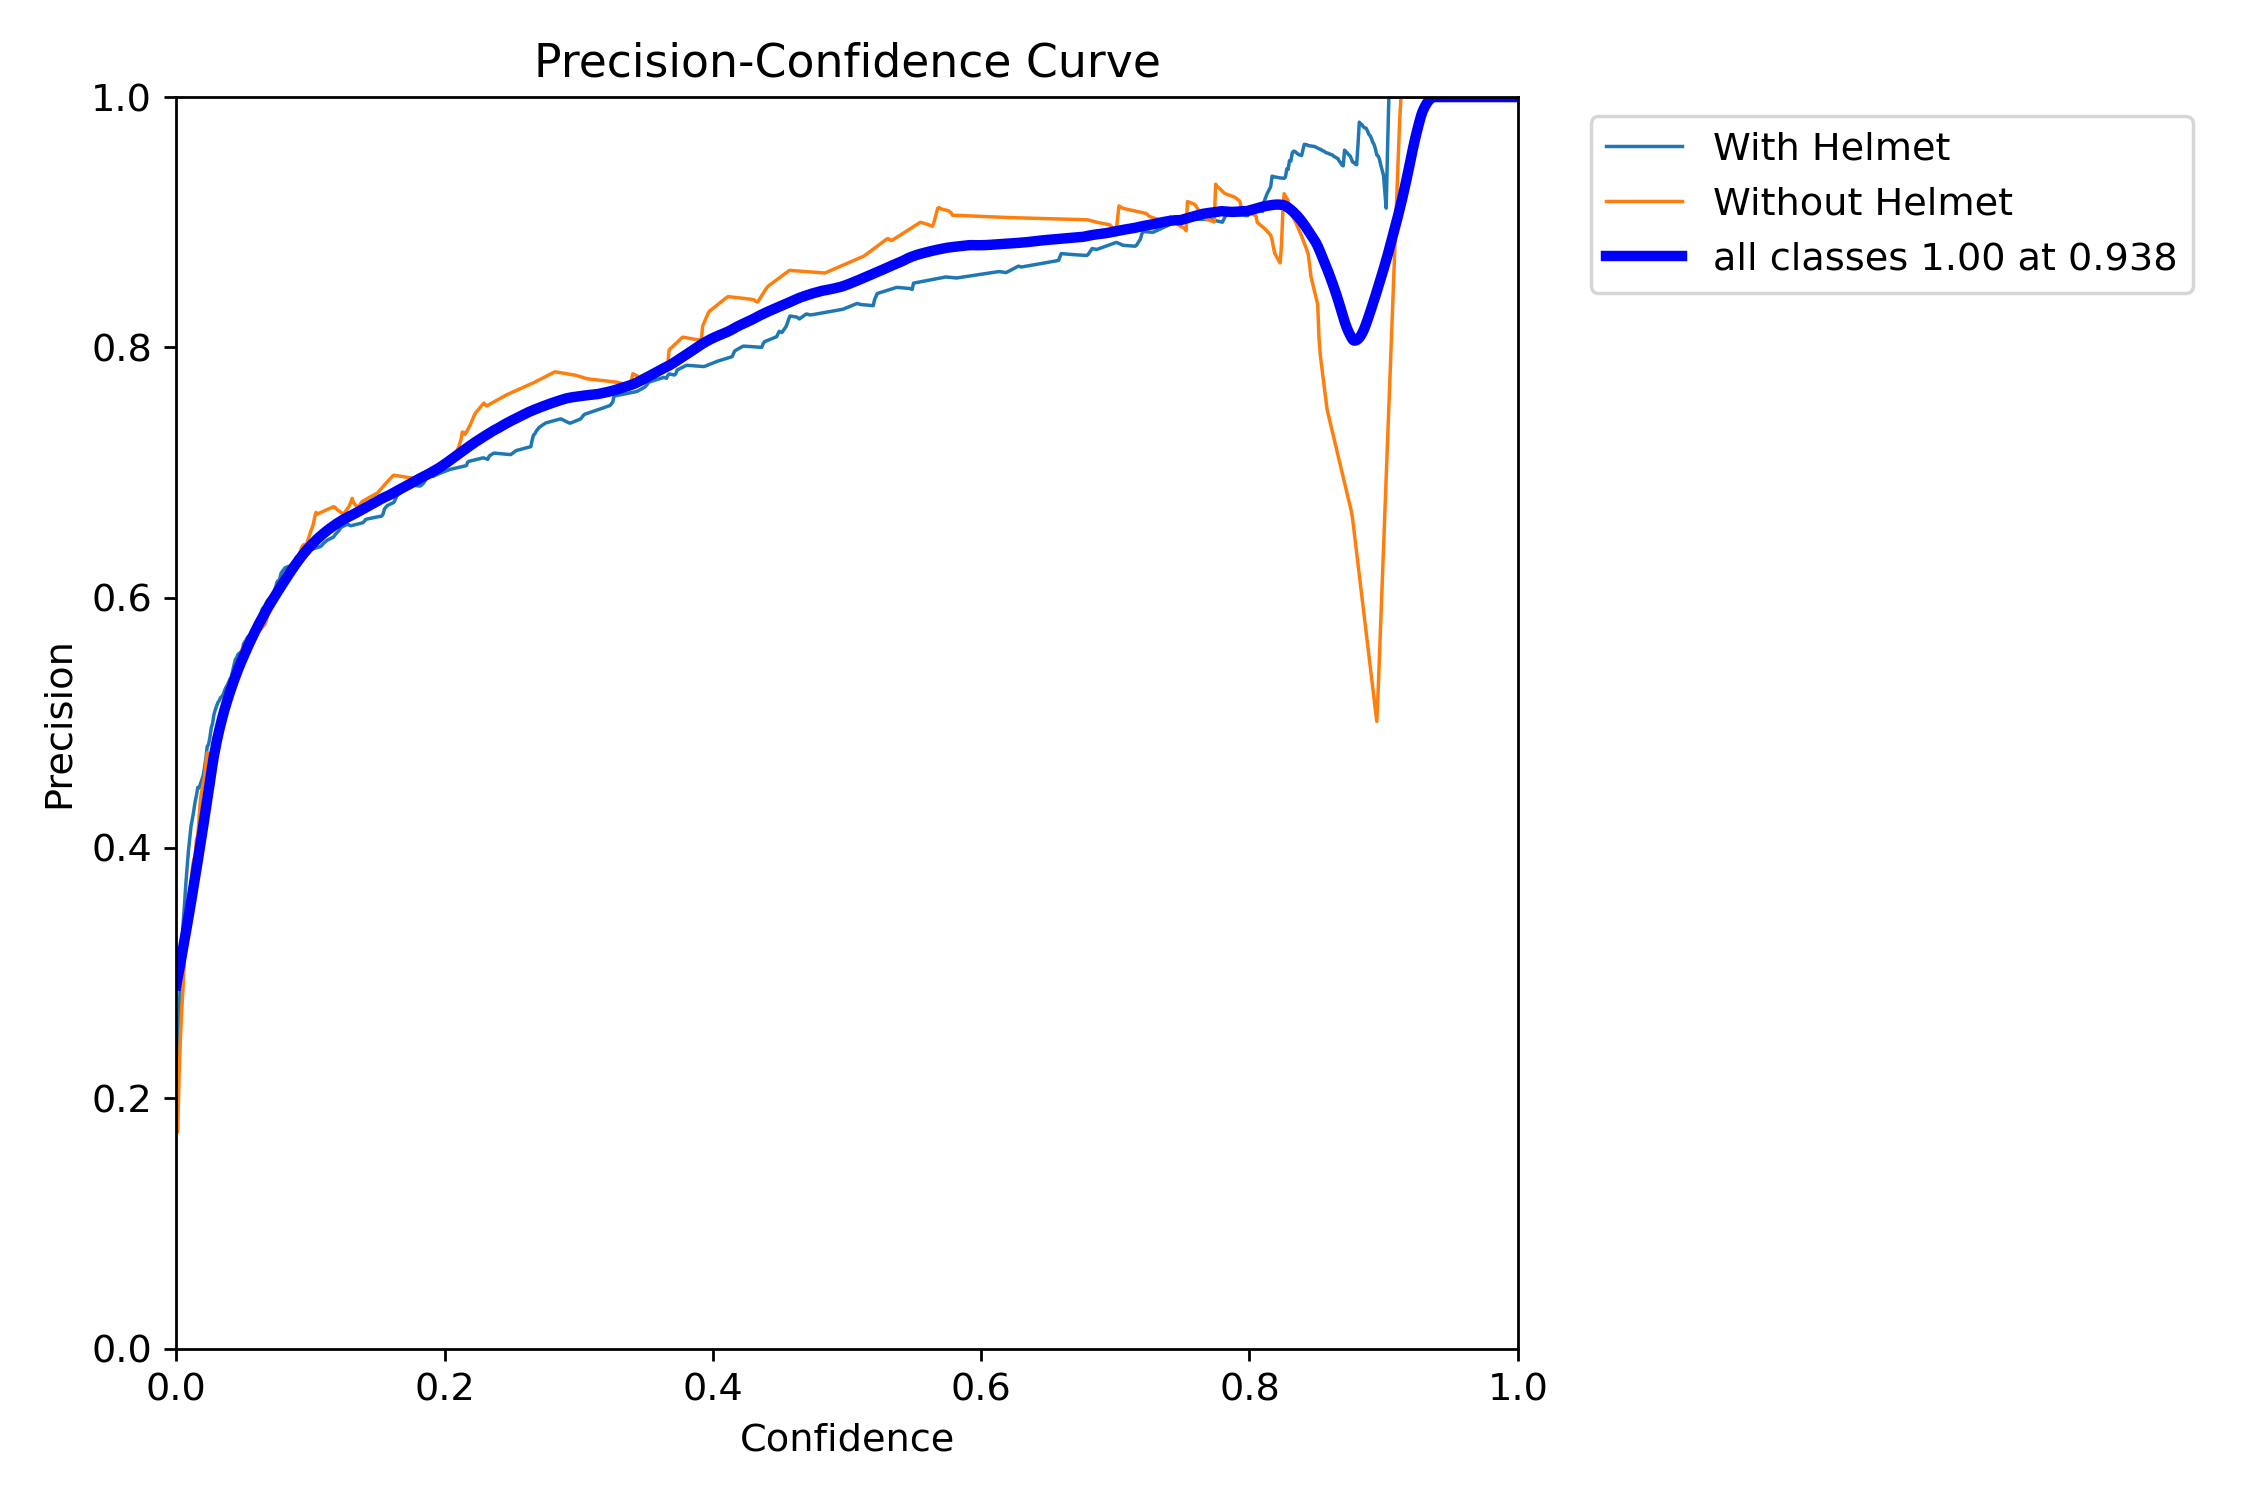 Precision-Confidence Curve
1.0
0.8
0.6
0.4
0.2
0.0
Precision
0.0 0.2 0.4 0.6 0.8 1.0
Confidence
With Helmet
Without Helmet
all classes 1.00 at 0.938